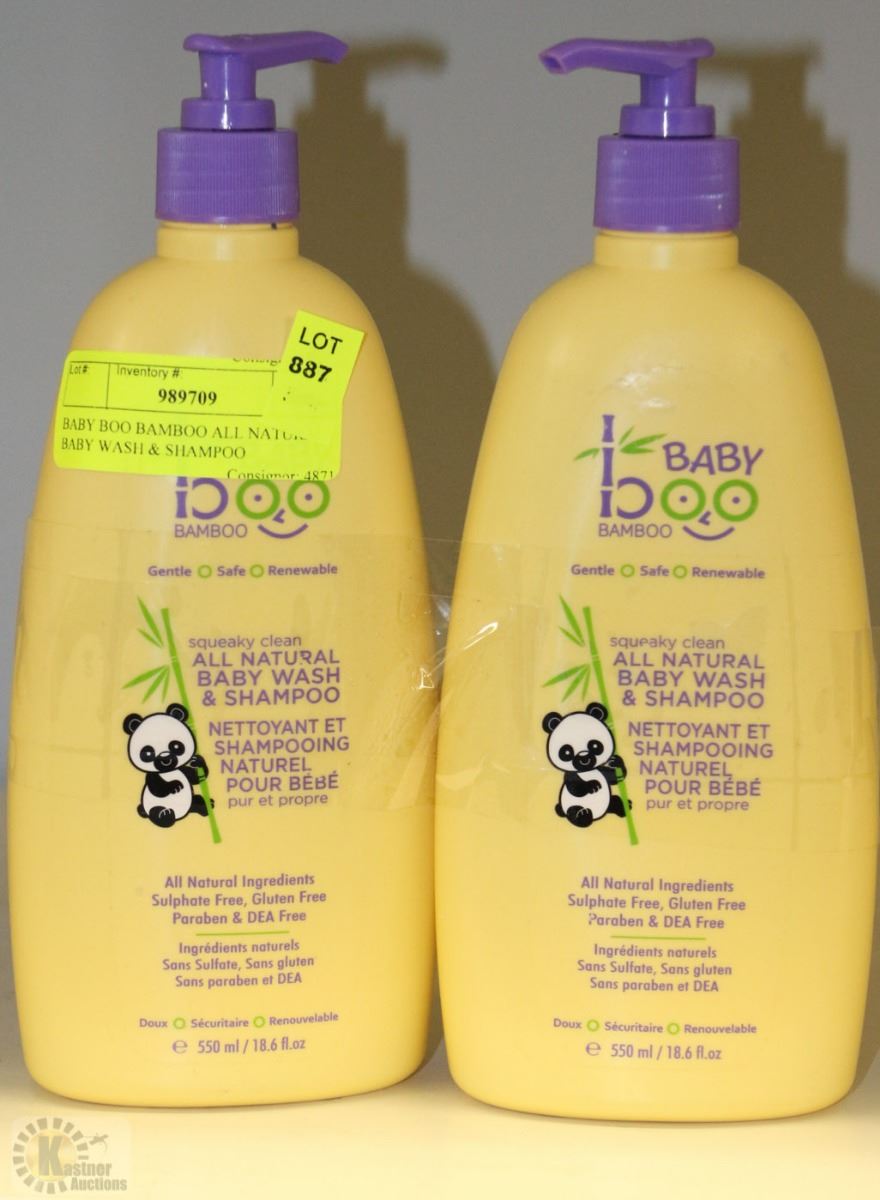 LOT
887
Lot#:
Inventory #:
989709
BABY BOO BAMBOO ALL
BABY WASH & SHAMPOO
Consignor: 4871
boo
BAMBOO
Gentle Safe Renewable
squeaky clean
ALL NATURAL
BABY WASH
& SHAMPOO
NETTOYANT ET
SHAMPOOING
NATUREL
POUR BÉBÉ
pur et propre
All Natural Ingredients
Sulphate Free, Gluten Free
Paraben & DEA Free
Ingrédients naturels
Sans Sulfate, Sans gluten
Sans paraben et DEA
Doux Sécuritaire Renouvelable
e 550 ml / 18.6 fl.oz
BABY
boo
BAMBOO
Gentle Safe Renewable
squeaky clean
ALL NATURAL
BABY WASH
& SHAMPOO
NETTOYANT ET
SHAMPOOING
NATUREL
POUR BÉBÉ
pur et propre
All Natural Ingredients
Sulphate Free, Gluten Free
Paraben & DEA Free
Ingrédients naturels
Sans Sulfate, Sans gluten
Sans paraben et DEA
Doux Sécuritaire Renouvelable
e 550 ml / 18.6 fl.oz
Kastner
Auctions